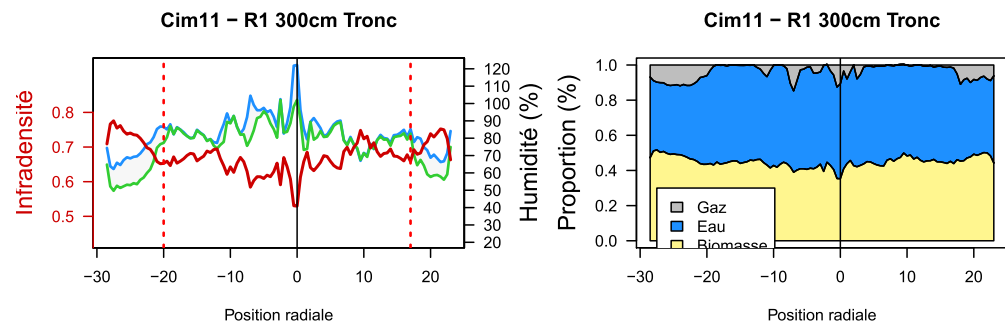 Cim11 − R1 300cm Tronc
Infradensité
0.8
0.7
0.6
0.5
120
110
100
90
80
70
60
50
40
30
20
Humidité (%)
−30 −20 −10 0 10 20
Position radiale
Cim11 − R1 300cm Tronc
Proportion (%)
1.0
0.8
0.6
0.4
0.2
0.0
Gaz
Eau
Biomasse
−30 −20 −10 0 10 20
Position radiale